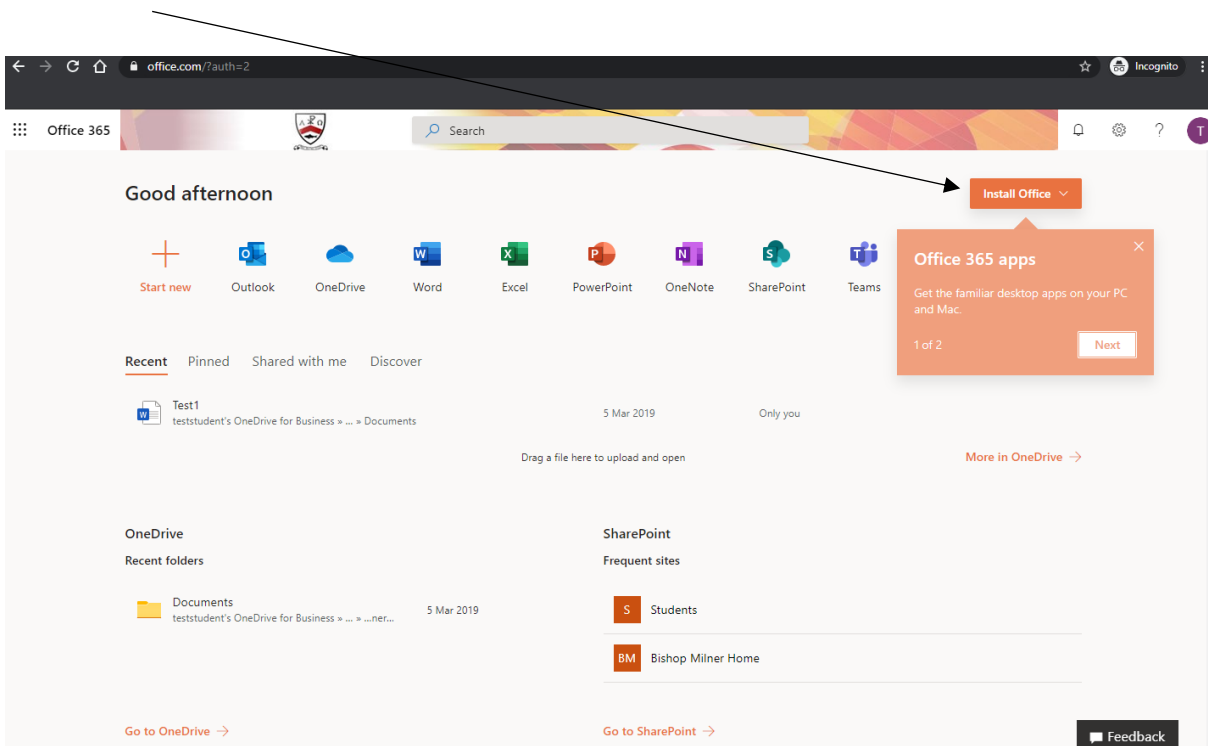 office.com/?auth=2
Incognito
Office 365
Search
?
T
Good afternoon
Install Office
Start new
Outlook
OneDrive
Word
Excel
PowerPoint
OneNote
SharePoint
Teams
Office 365 apps
Get the familiar desktop apps on your PC
and Mac.
1 of 2
Next
Recent Pinned Shared with me Discover
Test1
teststudent's OneDrive for Business » ... » Documents
5 Mar 2019
Only you
Drag a file here to upload and open
More in OneDrive →
OneDrive
Recent folders
Documents
teststudent's OneDrive for Business » ... » ...ner...
5 Mar 2019
Go to OneDrive →
SharePoint
Frequent sites
S Students
BM Bishop Milner Home
Go to SharePoint →
Feedback